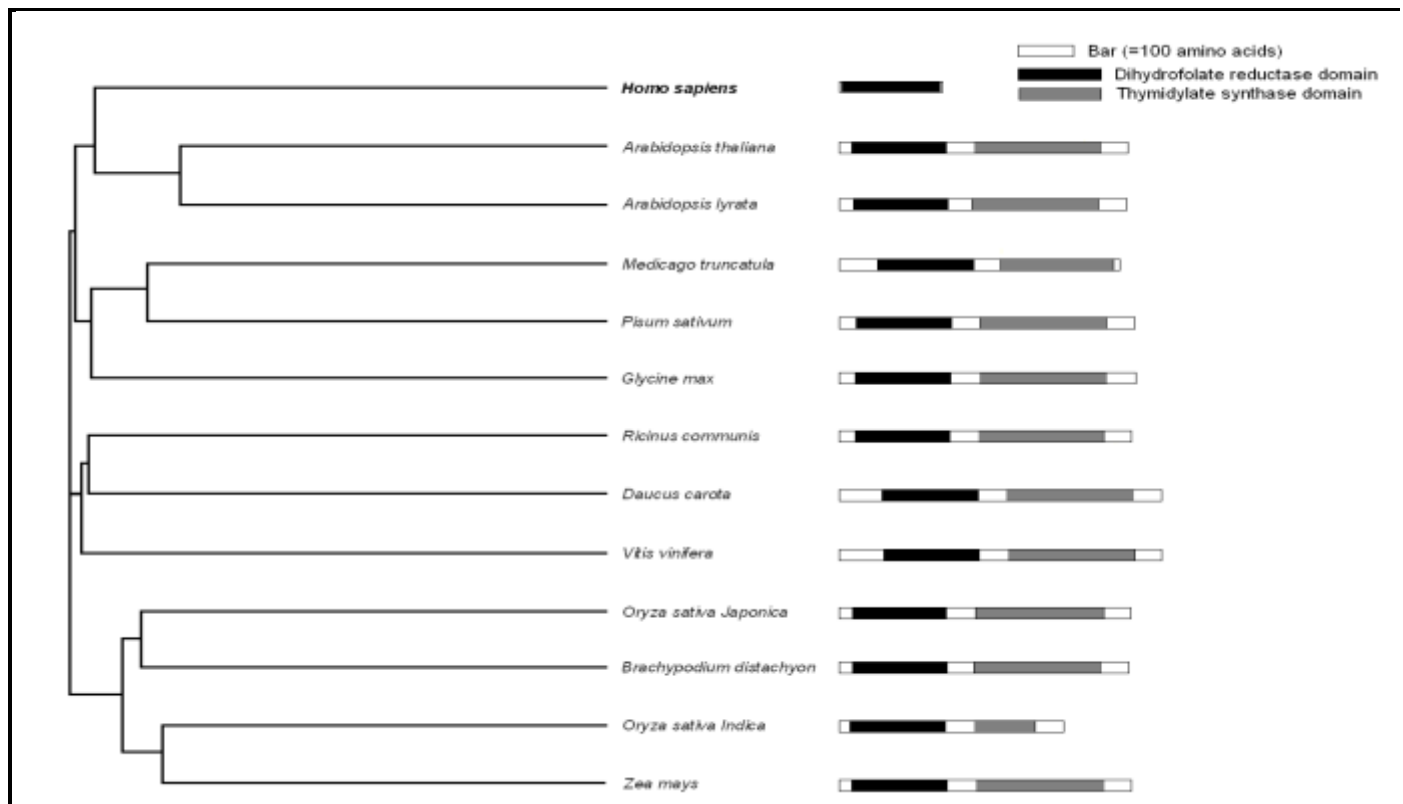 Bar (=100 amino acids)
Dihydrofolate reductase domain
Thymidylate synthase domain
Homo sapiens
Arabidopsis thaliana
Arabidopsis lyrata
Medicago truncatula
Pisum sativum
Glycine max
Ricinus communis
Daucus carota
Vitis vinifera
Oryza sativa Japonica
Brachypodium distachyon
Oryza sativa Indica
Zea mays